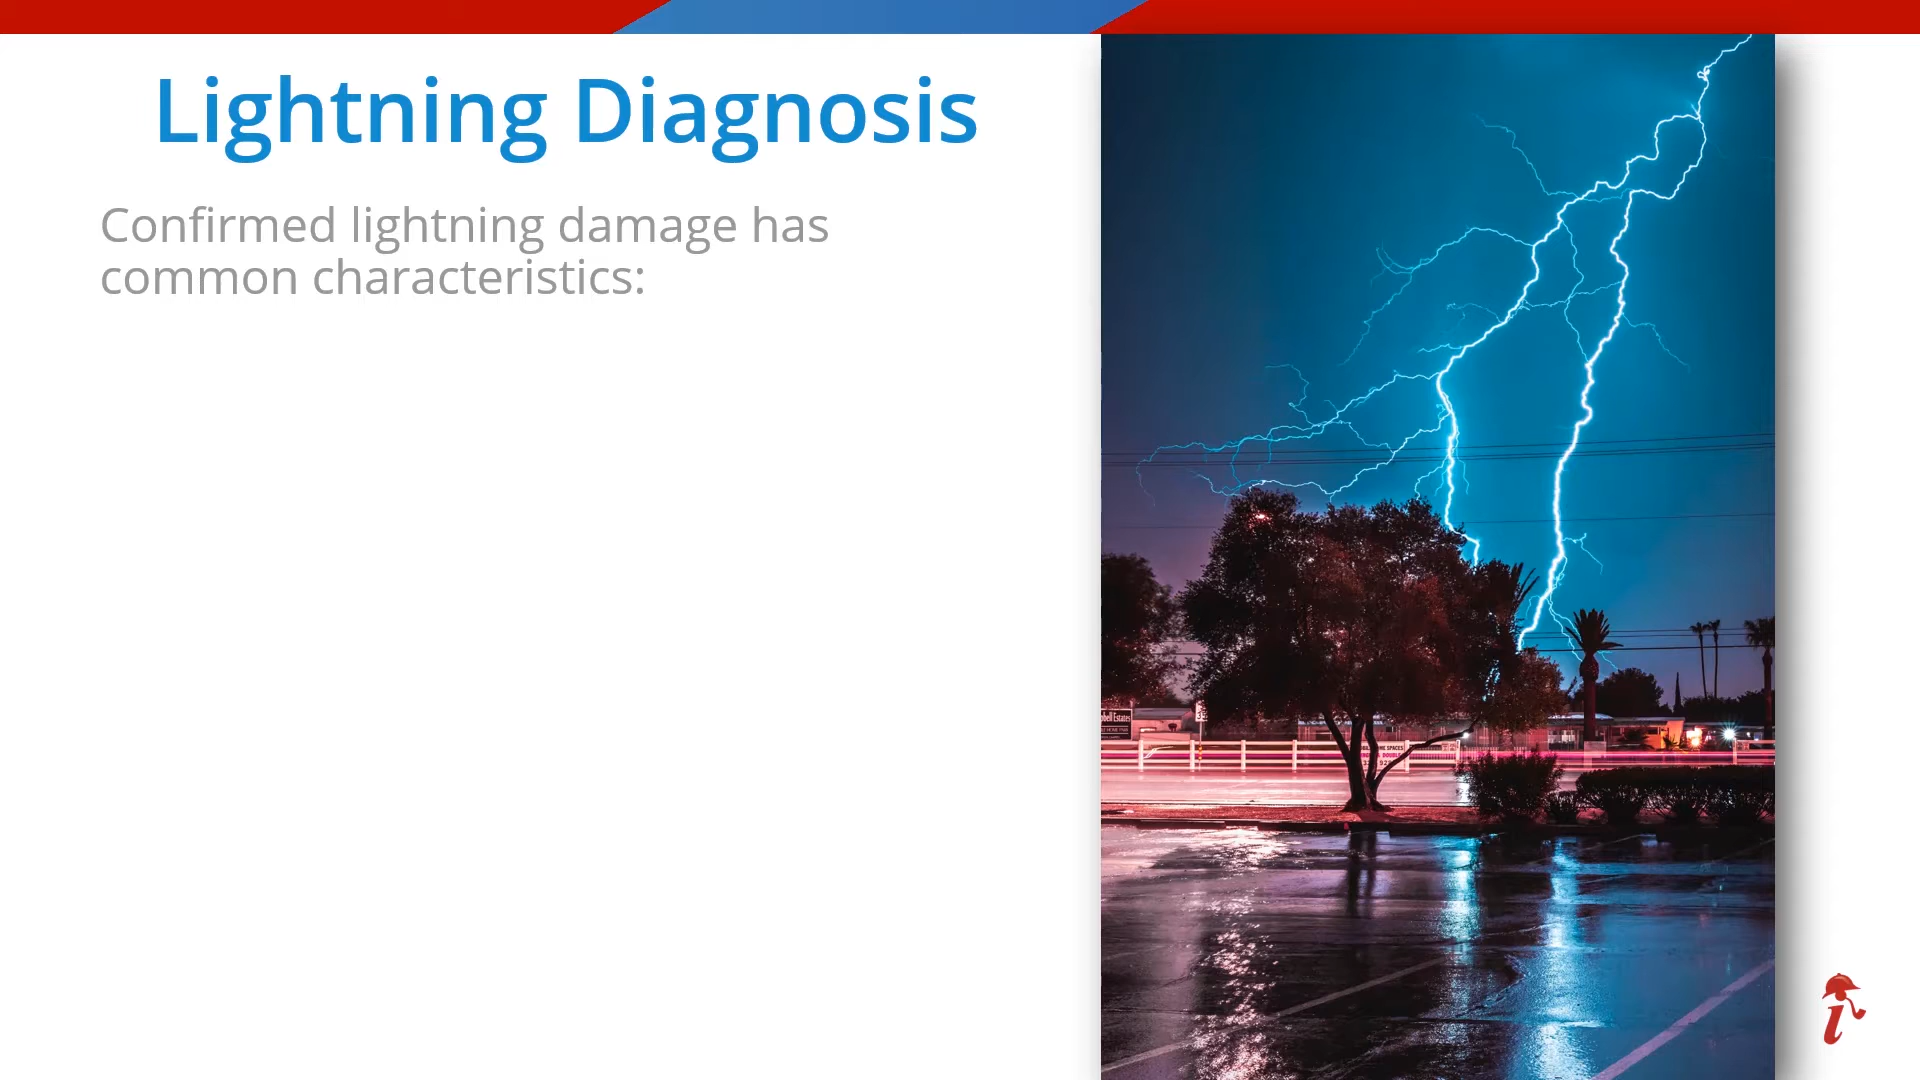 Lightning Diagnosis
Confirmed lightning damage has
common characteristics: